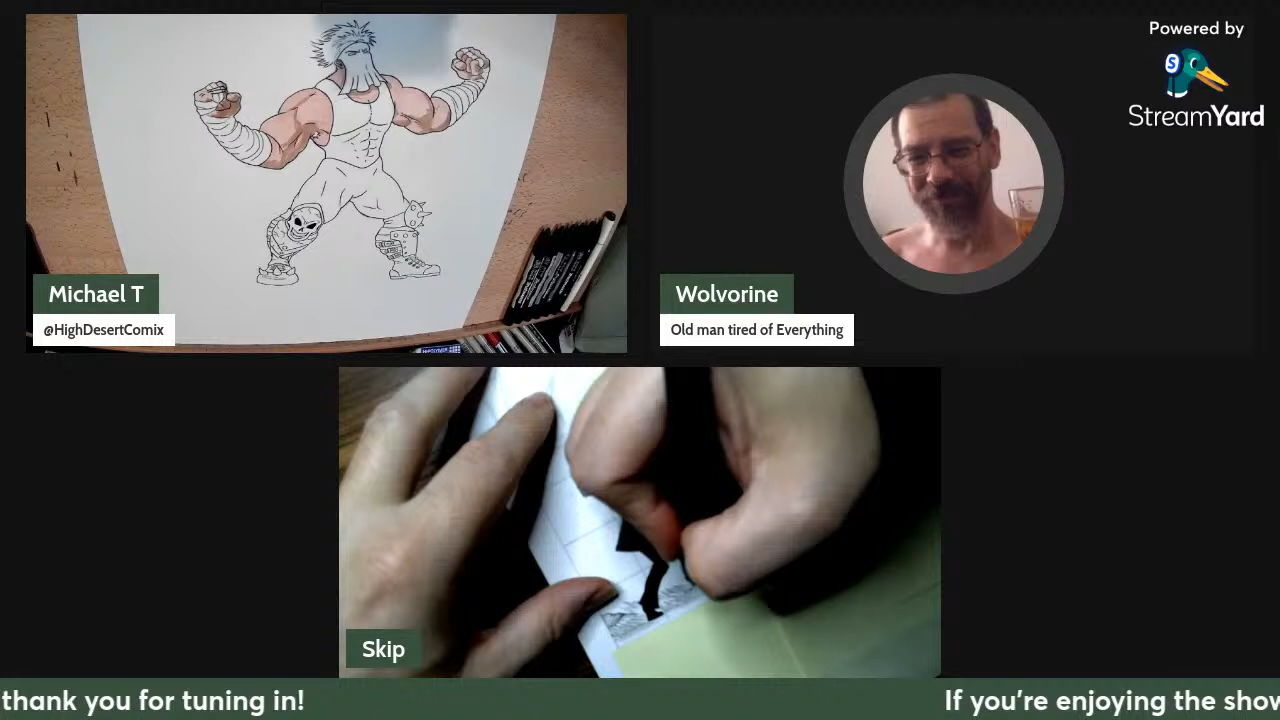 Powered by
S
StreamYard
Michael T
@HighDesertComix
Wolvorine
Old man tired of Everything
Skip
thank you for tuning in! If you're enjoying the show